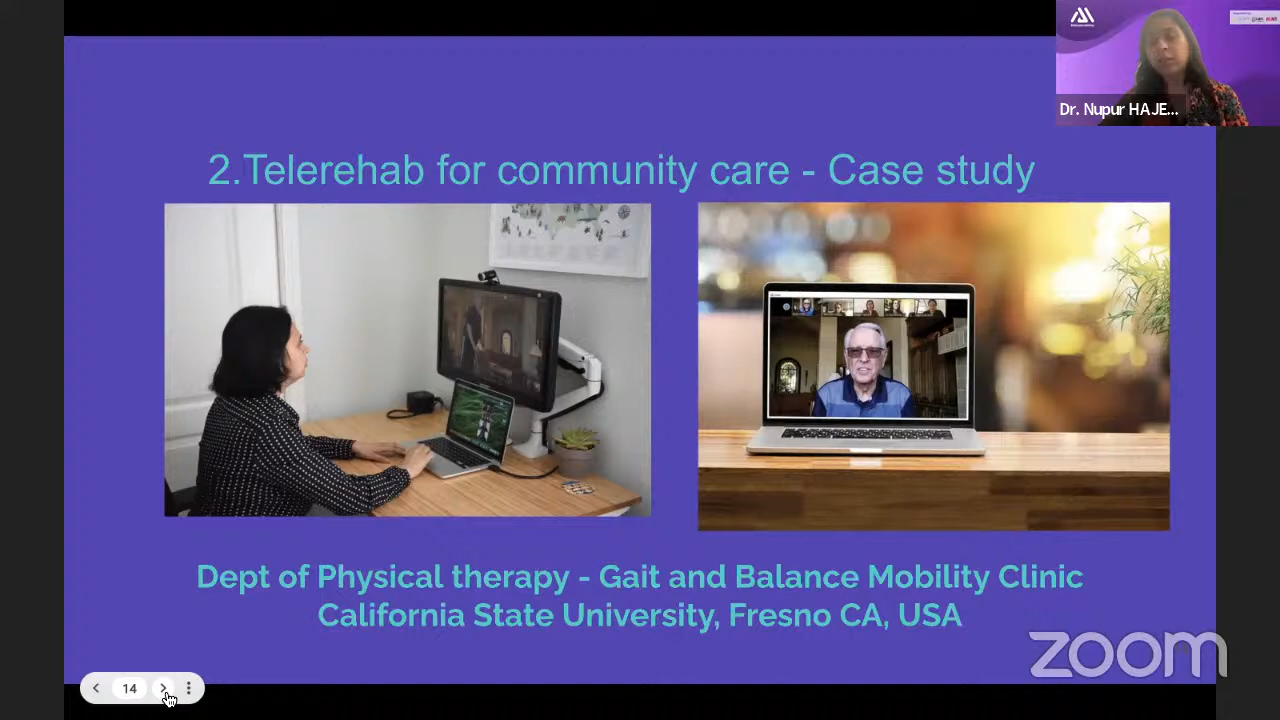 Dr. Nupur HAJE...
2.Telerehab for community care - Case study
Dept of Physical therapy - Gait and Balance Mobility Clinic
California State University, Fresno CA, USA
zoom
14